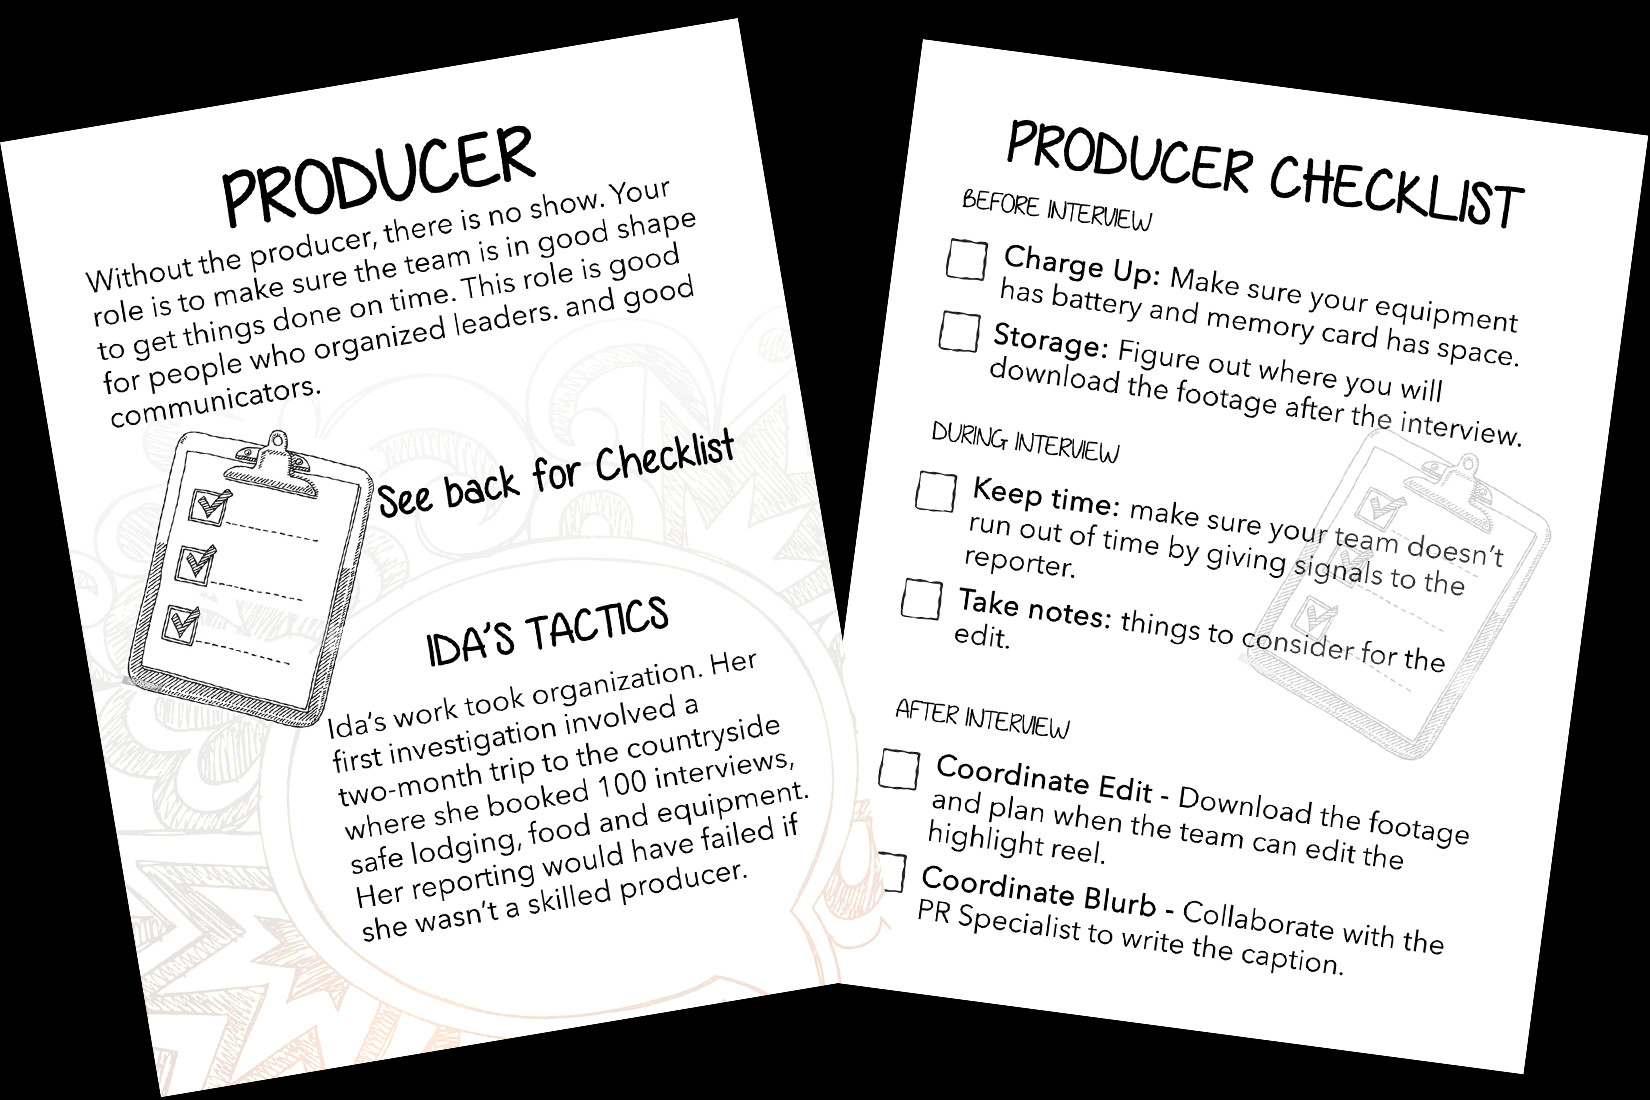 PRODUCER
Without the producer, there is no show. Your
role is to make sure the team is in good shape
to get things done on time. This role is good
for people who organized leaders. and good
communicators.
See back for Checklist
IDA'S TACTICS
Ida's work took organization. Her
first investigation involved a
two-month trip to the countryside
where she booked 100 interviews,
safe lodging, food and equipment.
Her reporting would have failed if
she wasn't a skilled producer.
PRODUCER CHECKLIST
BEFORE INTERVIEW
Charge Up: Make sure your equipment
has battery and memory card has space.
Storage: Figure out where you will
download the footage after the interview.
DURING INTERVIEW
Keep time: make sure your team doesn't
run out of time by giving signals to the
reporter.
Take notes: things to consider for the
edit.
AFTER INTERVIEW
Coordinate Edit - Download the footage
and plan when the team can edit the
highlight reel.
Coordinate Blurb - Collaborate with the
PR Specialist to write the caption.